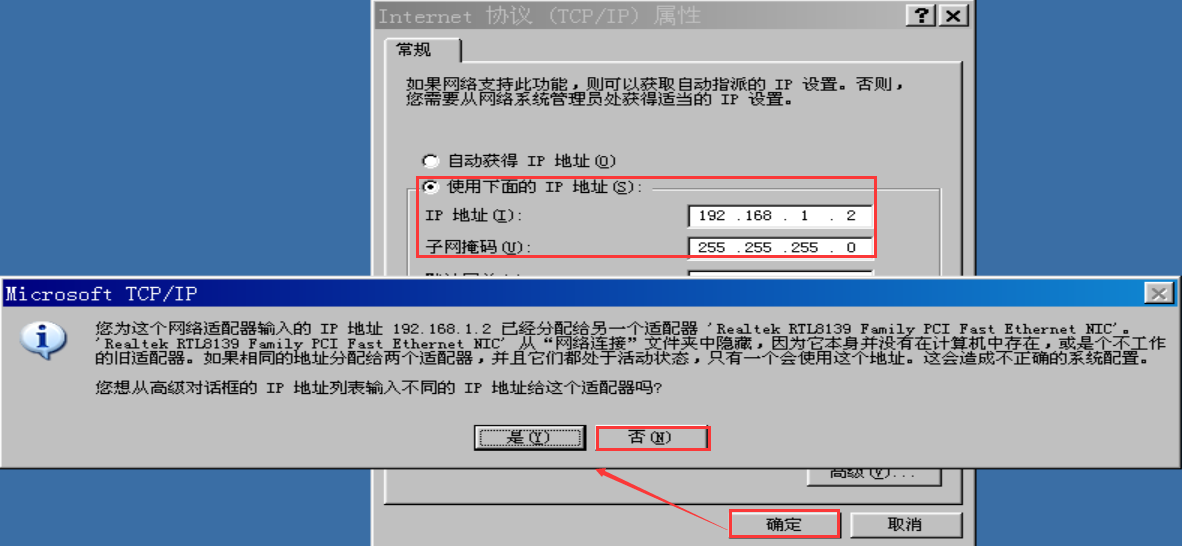 Internet 协议 (TCP/IP) 属性
常规
如果网络支持此功能，则可以获取自动指派的 IP 设置。否则，
您需要从网络系统管理员处获得适当的 IP 设置。
自动获得 IP 地址(O)
使用下面的 IP 地址(S):
IP 地址(I): 192 .168 . 1 . 2
子网掩码(U): 255 .255 .255 . 0
Microsoft TCP/IP
您为这个网络适配器输入的 IP 地址 192.168.1.2 已经分配给另一个适配器 'Realtek RTL8139 Family PCI Fast Ethernet NIC'。
'Realtek RTL8139 Family PCI Fast Ethernet NIC' 从“网络连接”文件夹中隐藏，因为它本身并没有在计算机中存在，或是个不工作
的旧适配器。如果相同的地址分配给两个适配器，并且它们都处于活动状态，只有一个会使用这个地址。这会造成不正确的系统配置。
您想从高级对话框的 IP 地址列表输入不同的 IP 地址给这个适配器吗?
是(Y) 否(N)
高级(V)...
确定 取消